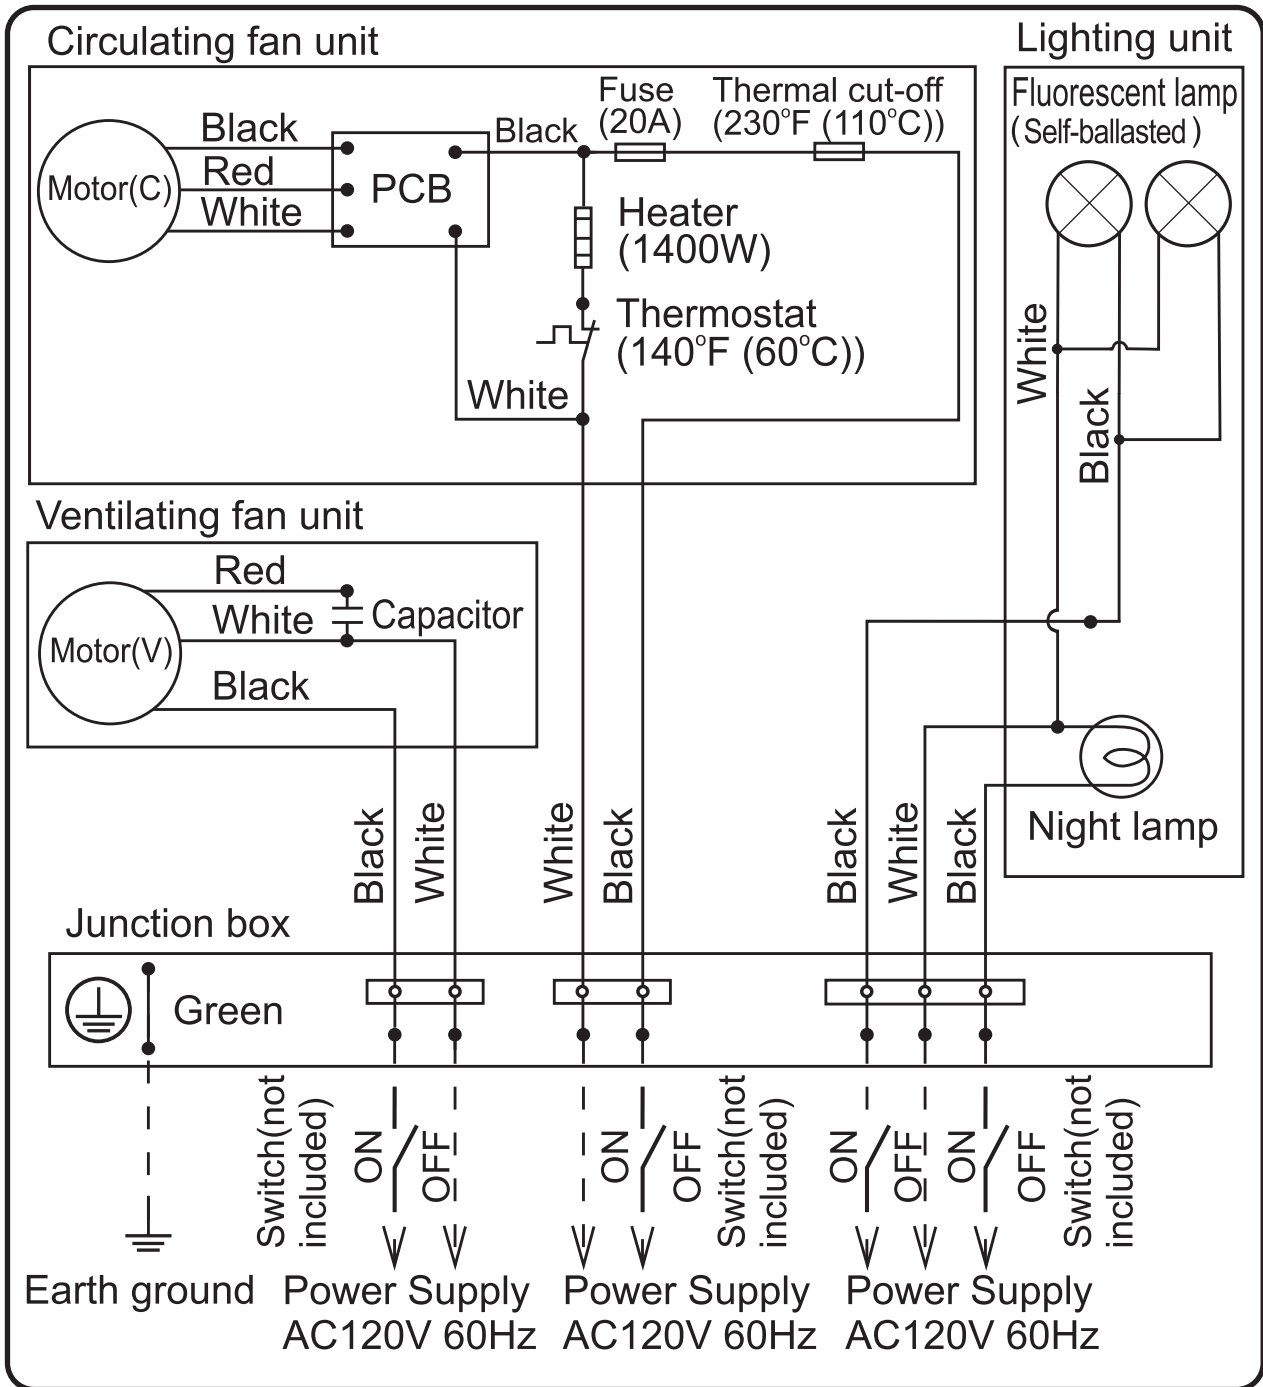 Circulating fan unit
Lighting unit
Fuse
(20A)
Thermal cut-off
(230°F (110°C))
Fluorescent lamp
(Self-ballasted)
Black
Red
White
Motor(C)
PCB
Black
Heater
(1400W)
Thermostat
(140°F (60°C))
White
White
Black
Ventilating fan unit
Red
White
Capacitor
Motor(V)
Black
Night lamp
Black
White
White
Black
Black
White
Black
Junction box
Green
Switch(not
included)
ON
OFF
ON
OFF
Switch(not
included)
ON
OFF
ON
OFF
Switch(not
included)
Earth ground
Power Supply
AC120V 60Hz
Power Supply
AC120V 60Hz
Power Supply
AC120V 60Hz